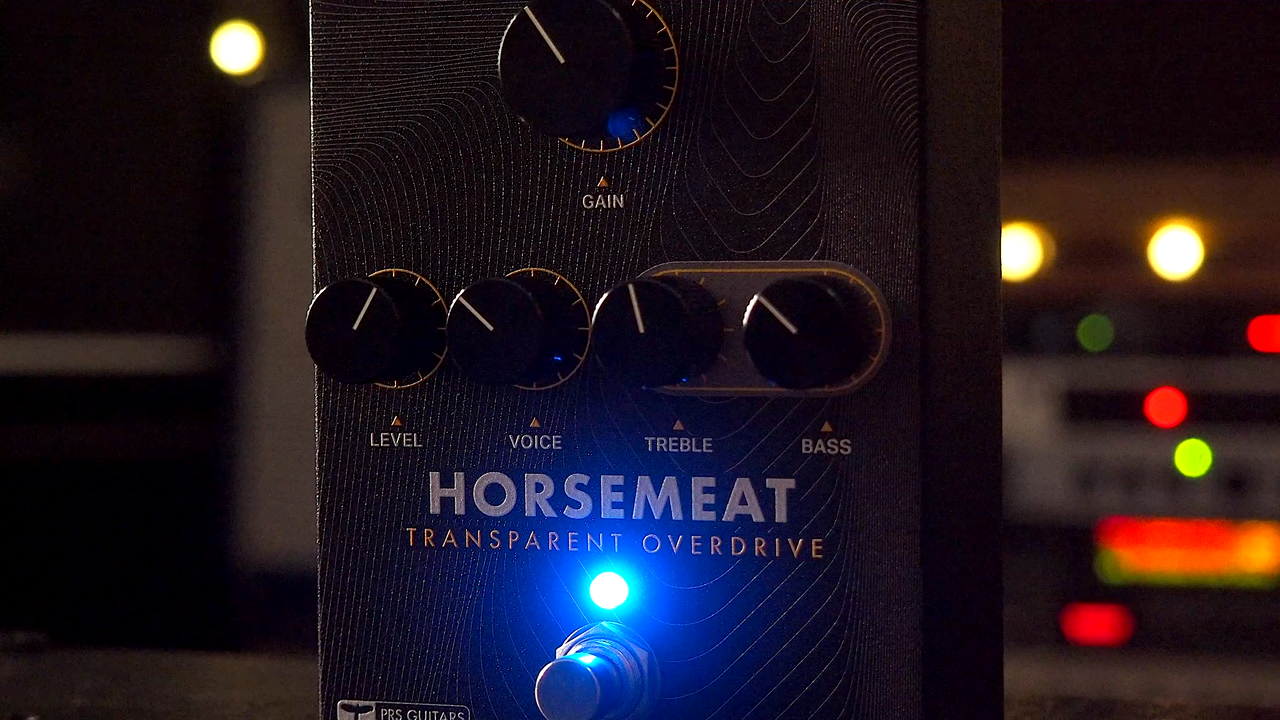 GAIN
LEVEL VOICE TREBLE BASS
HORSEMEAT
TRANSPARENT OVERDRIVE
PRS GUITARS